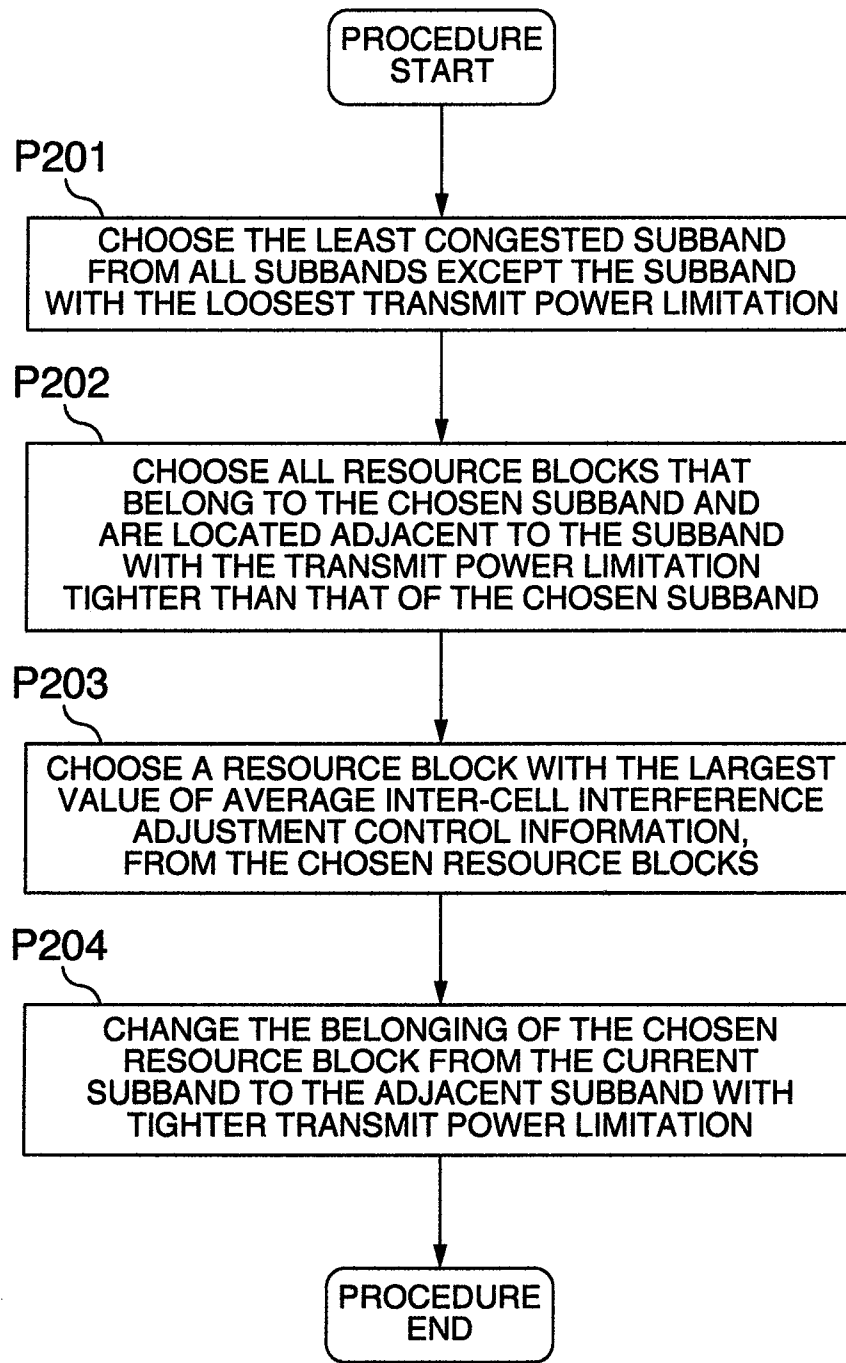 PROCEDURE
START
P201
CHOOSE THE LEAST CONGESTED SUBBAND
FROM ALL SUBBANDS EXCEPT THE SUBBAND
WITH THE LOOSEST TRANSMIT POWER LIMITATION
P202
CHOOSE ALL RESOURCE BLOCKS THAT
BELONG TO THE CHOSEN SUBBAND AND
ARE LOCATED ADJACENT TO THE SUBBAND
WITH THE TRANSMIT POWER LIMITATION
TIGHTER THAN THAT OF THE CHOSEN SUBBAND
P203
CHOOSE A RESOURCE BLOCK WITH THE LARGEST
VALUE OF AVERAGE INTER-CELL INTERFERENCE
ADJUSTMENT CONTROL INFORMATION,
FROM THE CHOSEN RESOURCE BLOCKS
P204
CHANGE THE BELONGING OF THE CHOSEN
RESOURCE BLOCK FROM THE CURRENT
SUBBAND TO THE ADJACENT SUBBAND WITH
TIGHTER TRANSMIT POWER LIMITATION
PROCEDURE
END